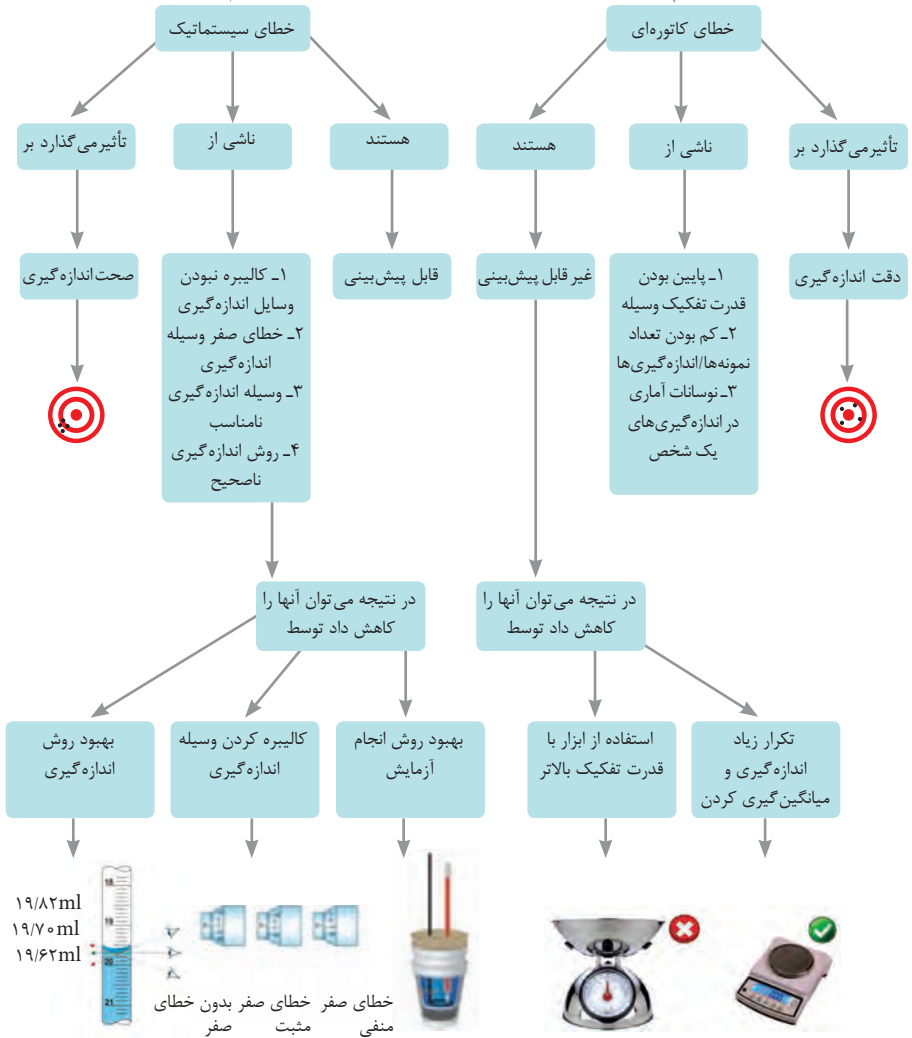 خطای کاتوره‌ای
خطای سیستماتیک
تأثیرمی‌گذارد بر
ناشی از
هستند
هستند
ناشی از
تأثیرمی‌گذارد بر
دقت اندازه‌گیری
۱ـ پایین بودن
قدرت تفکیک وسیله
۲ـ کم بودن تعداد
نمونه‌ها/اندازه‌گیری‌ها
۳ـ نوسانات آماری
در اندازه‌گیری‌های
یک شخص
غیر قابل پیش‌بینی
قابل پیش‌بینی
۱ـ کالیبره نبودن
وسایل اندازه‌گیری
۲ـ خطای صفر وسیله
اندازه‌گیری
۳ـ وسیله اندازه‌گیری
نامناسب
۴ـ روش اندازه‌گیری
ناصحیح
صحت‌اندازه‌گیری
در نتیجه می‌توان آنها را
کاهش داد توسط
در نتیجه می‌توان آنها را
کاهش داد توسط
تکرار زیاد
اندازه‌گیری و
میانگین‌گیری کردن
استفاده از ابزار با
قدرت تفکیک بالاتر
بهبود روش انجام
آزمایش
کالیبره کردن وسیله
اندازه‌گیری
بهبود روش
اندازه‌گیری
خطای صفر
منفی
خطای صفر
مثبت
بدون خطای
صفر
۱۹/۸۲ml
۱۹/۷۰ml
۱۹/۶۲ml
18
19
20
21